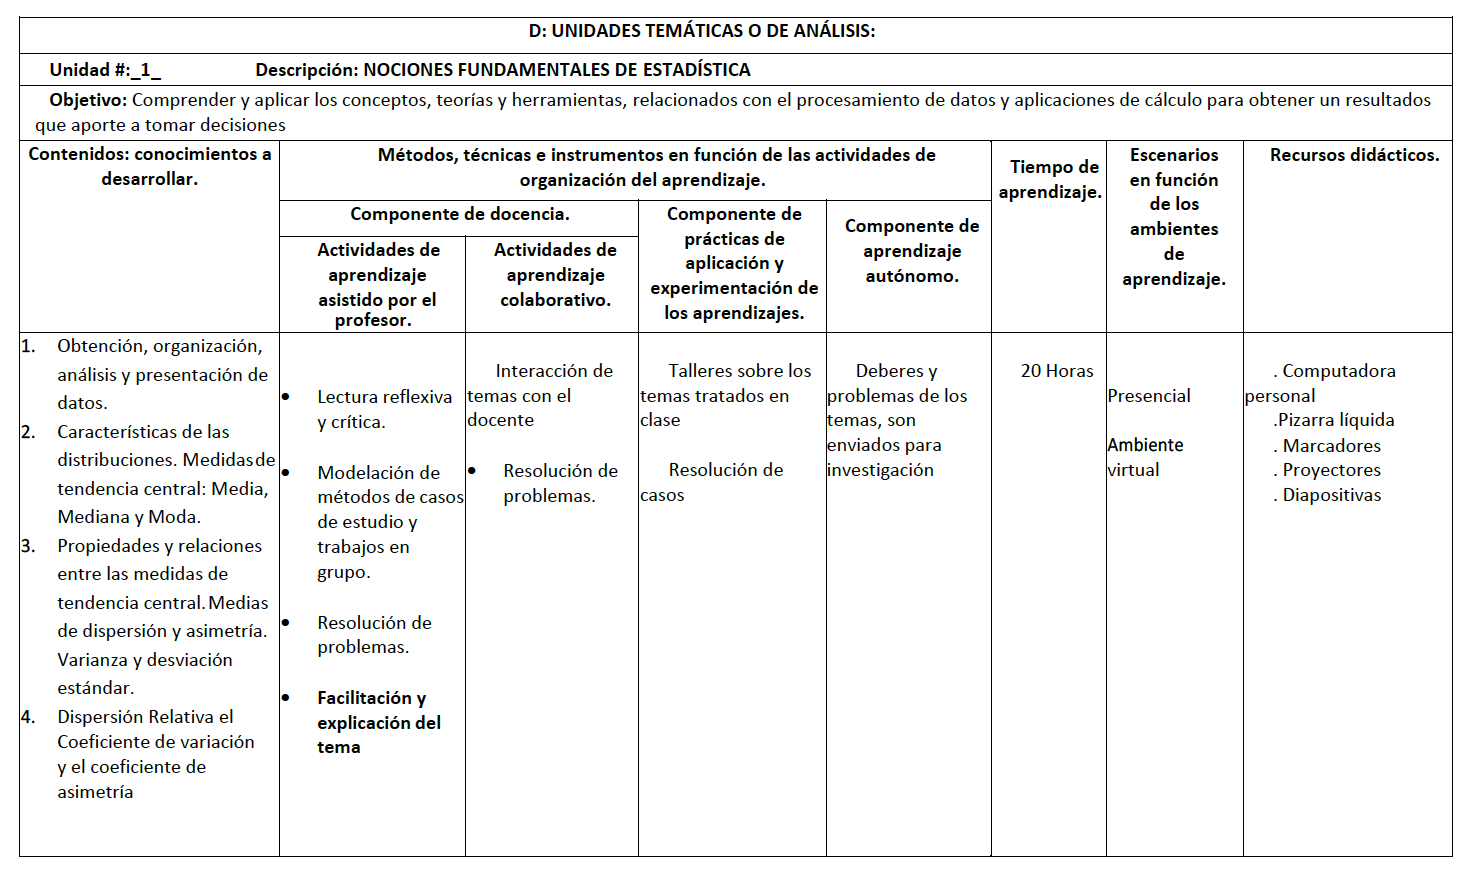 D: UNIDADES TEMÁTICAS O DE ANÁLISIS:
Unidad #:_1_ Descripción: NOCIONES FUNDAMENTALES DE ESTADÍSTICA
Objetivo: Comprender y aplicar los conceptos, teorías y herramientas, relacionados con el procesamiento de datos y aplicaciones de cálculo para obtener un resultados
que aporte a tomar decisiones
Contenidos: conocimientos a
desarrollar.
Métodos, técnicas e instrumentos en función de las actividades de
organización del aprendizaje.
Componente de docencia.
Actividades de
aprendizaje
asistido por el
profesor.
Actividades de
aprendizaje
colaborativo.
Componente de
prácticas de
aplicación y
experimentación de
los aprendizajes.
Componente de
aprendizaje
autónomo.
Tiempo de
aprendizaje.
Escenarios
en función
de los
ambientes
de
aprendizaje.
Recursos didácticos.
1. Obtención, organización,
análisis y presentación de
datos.
2. Características de las
distribuciones. Medidas de
tendencia central: Media,
Mediana y Moda.
3. Propiedades y relaciones
entre las medidas de
tendencia central. Medias
de dispersión y asimetría.
Varianza y desviación
estándar.
4. Dispersión Relativa el
Coeficiente de variación
y el coeficiente de
asimetría
• Lectura reflexiva
y crítica.
• Modelación de
métodos de casos
de estudio y
trabajos en
grupo.
• Resolución de
problemas.
• Facilitación y
explicación del
tema
Interacción de
temas con el
docente
• Resolución de
problemas.
Talleres sobre los
temas tratados en
clase
Resolución de
casos
Deberes y
problemas de los
temas, son
enviados para
investigación
20 Horas
Presencial
Ambiente
virtual
. Computadora
personal
.Pizarra líquida
. Marcadores
. Proyectores
. Diapositivas